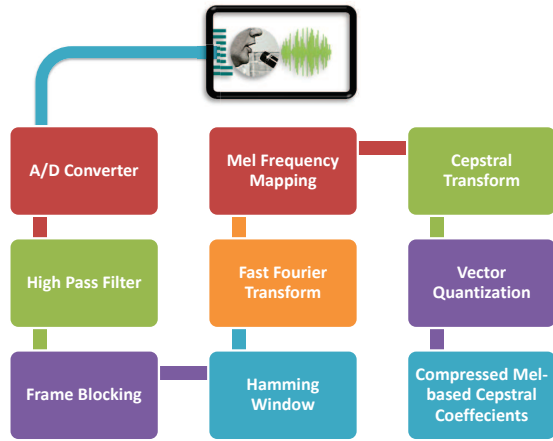 A/D Converter
High Pass Filter
Frame Blocking
Hamming
Window
Fast Fourier
Transform
Mel Frequency
Mapping
Cepstral
Transform
Vector
Quantization
Compressed Mel-
based Cepstral
Coeffecients